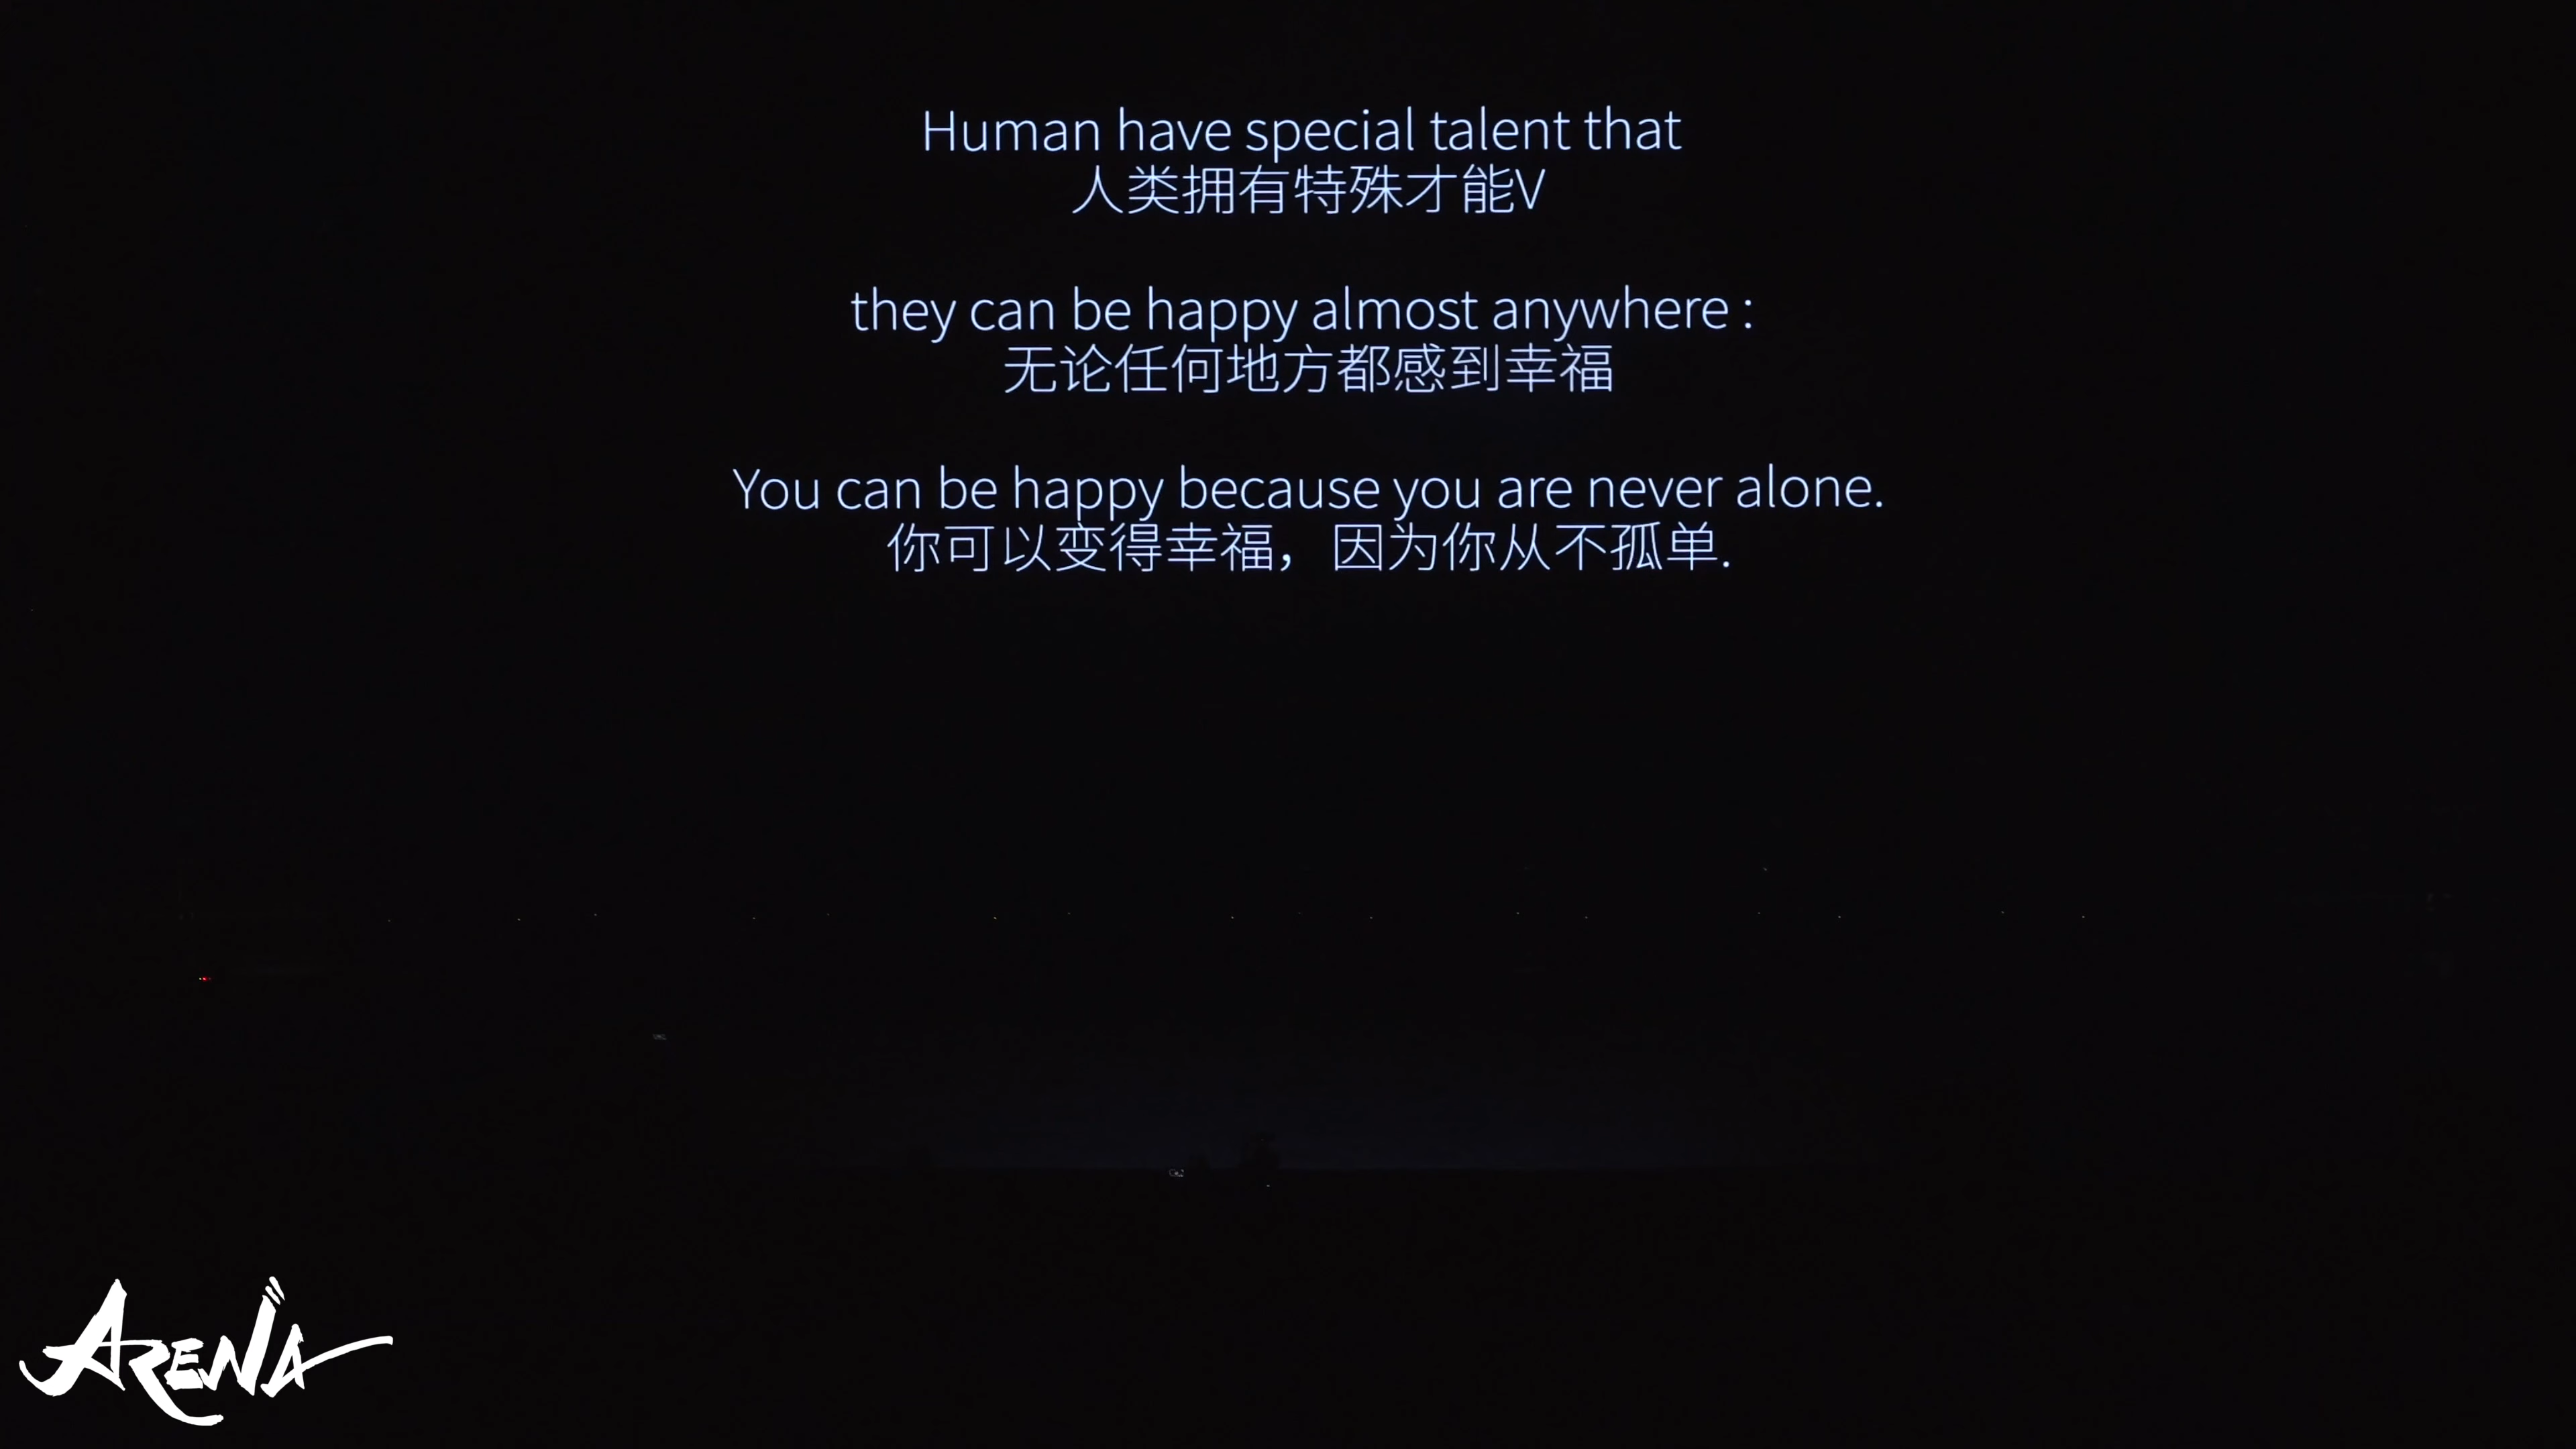 Human have special talent that
人类拥有特殊才能V
they can be happy almost anywhere :
无论任何地方都感到幸福
You can be happy because you are never alone.
你可以变得幸福，因为你从不孤单.
ARENA